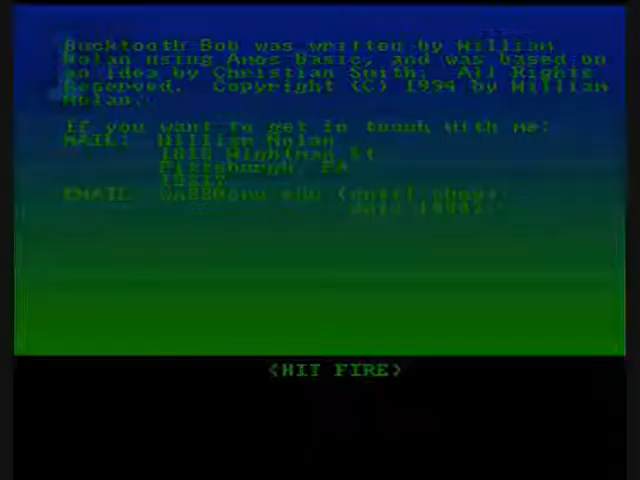 Bucktooth Bob was written by William
Nolan using Amos Basic, and was based on
an idea by Christian Smith. All Rights
Reserved. Copyright (C) 1994 by William
Nolan.
If you want to get in touch with me:
MAIL: William Nolan
1018 Wightman St
Pittsburgh, PA
EMAIL:
<HIT FIRE>